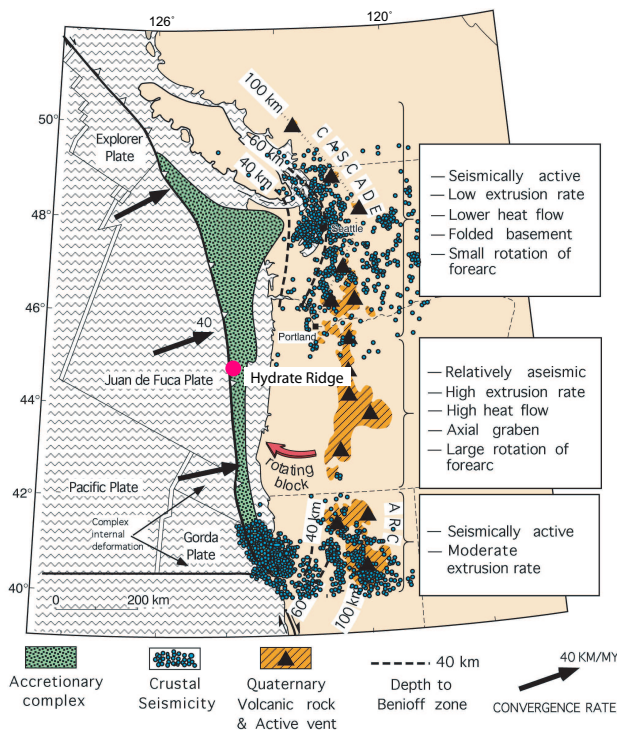 126°
120°
50°
48°
46°
44°
42°
40°
100 km
60 km
40 km
CASCADE
Explorer
Plate
Seattle
40
Portland
Juan de Fuca Plate
Hydrate Ridge
rotating
block
Pacific Plate
Complex
internal
deformation
Gorda
Plate
ARC
40 km
60
100 km
0 200 km
— Seismically active
— Low extrusion rate
— Lower heat flow
— Folded basement
— Small rotation of
forearc
— Relatively aseismic
— High extrusion rate
— High heat flow
— Axial graben
— Large rotation of
forearc
— Seismically active
— Moderate
extrusion rate
Accretionary
complex
Crustal
Seismicity
Quaternary
Volcanic rock
& Active vent
40 km
Depth to
Benioff zone
40 KM/MY
CONVERGENCE RATE